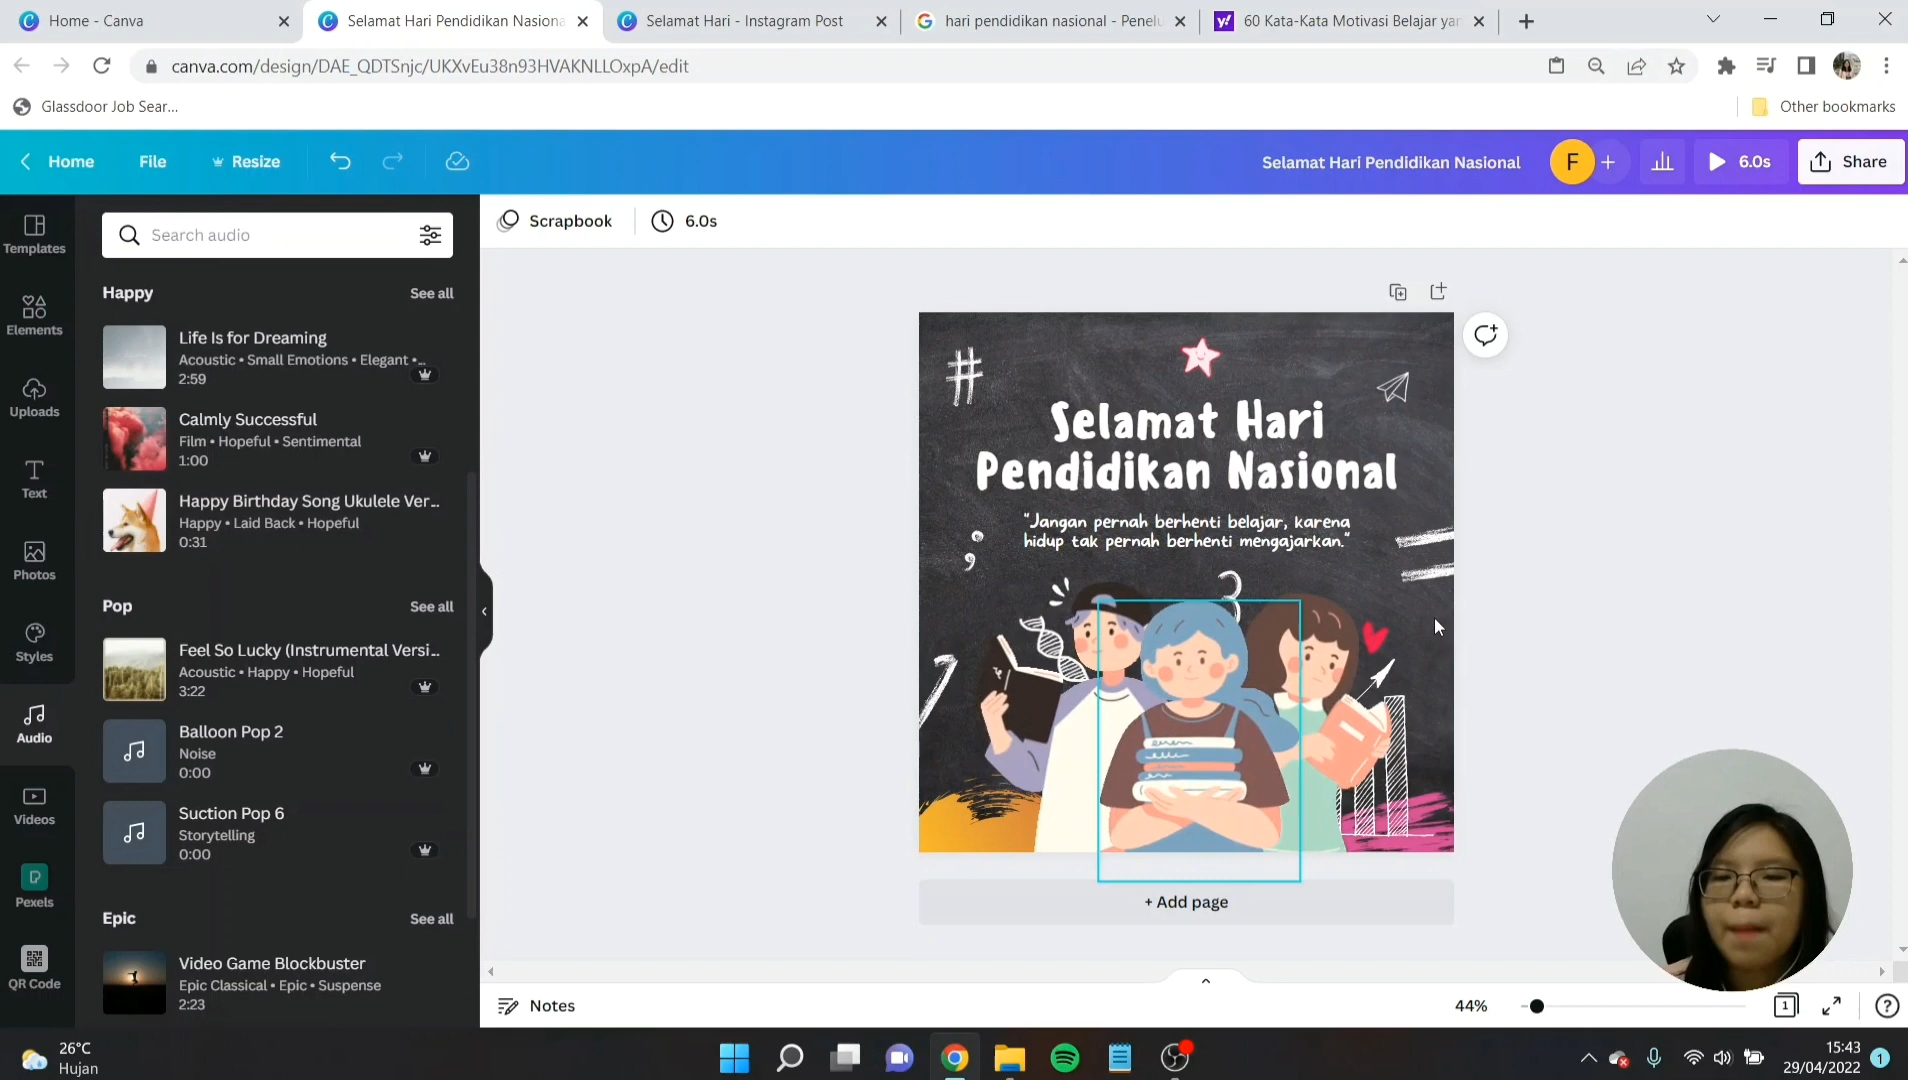 Home - Canva
Selamat Hari Pendidikan Nasiona
Selamat Hari - Instagram Post
hari pendidikan nasional - Penelu
60 Kata-Kata Motivasi Belajar yan
canva.com/design/DAE_QDTSnjc/UKXvEu38n93HVAKNLLOxpA/edit
Glassdoor Job Sear...
Other bookmarks
Home
File
Resize
Selamat Hari Pendidikan Nasional
F
6.0s
Share
Templates
Elements
Uploads
Text
Photos
Styles
Audio
Videos
Pexels
QR Code
Search audio
Happy
See all
Life Is for Dreaming
Acoustic • Small Emotions • Elegant •...
2:59
Calmly Successful
Film • Hopeful • Sentimental
1:00
Happy Birthday Song Ukulele Ver...
Happy • Laid Back • Hopeful
0:31
Pop
See all
Feel So Lucky (Instrumental Versi...
Acoustic • Happy • Hopeful
3:22
Balloon Pop 2
Noise
0:00
Suction Pop 6
Storytelling
0:00
Epic
See all
Video Game Blockbuster
Epic Classical • Epic • Suspense
2:23
Scrapbook
6.0s
#
Selamat Hari
Pendidikan Nasional
"Jangan pernah berhenti belajar, karena
hidup tak pernah berhenti mengajarkan."
+ Add page
Notes
44%
1
?
26°C
Hujan
15:43
29/04/2022
1